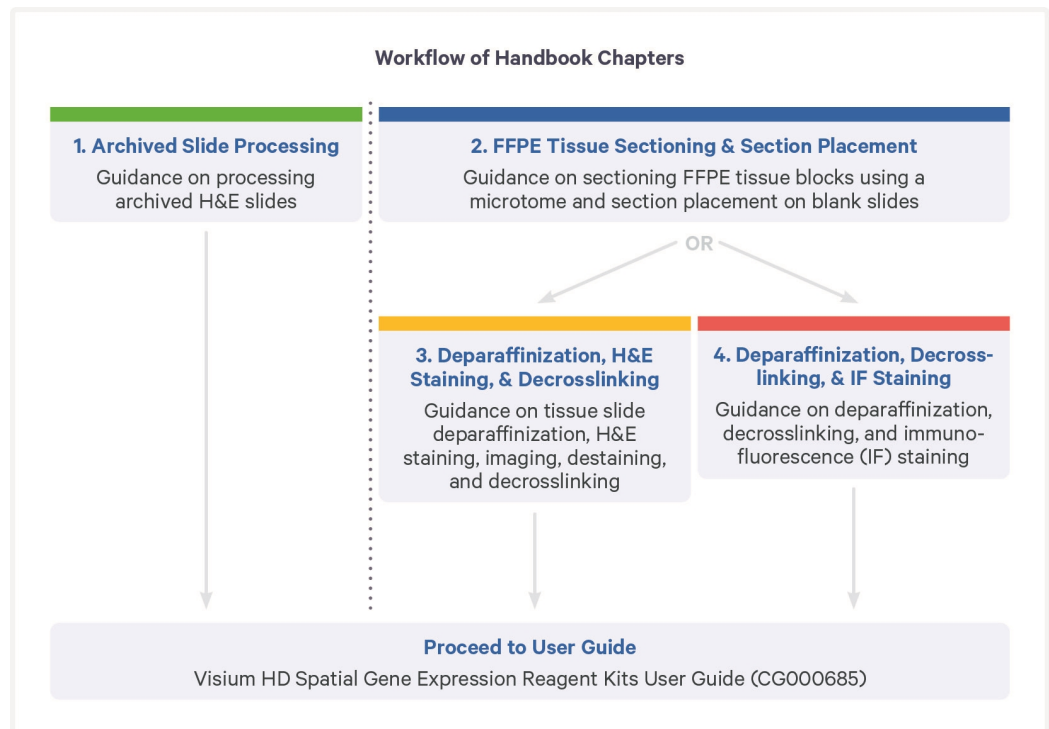 Workflow of Handbook Chapters
1. Archived Slide Processing
Guidance on processing
archived H&E slides
2. FFPE Tissue Sectioning & Section Placement
Guidance on sectioning FFPE tissue blocks using a
microtome and section placement on blank slides
OR
3. Deparaffinization, H&E
Staining, & Decrosslinking
Guidance on tissue slide
deparaffinization, H&E
staining, imaging, destaining,
and decrosslinking
4. Deparaffinization, Decross-
linking, & IF Staining
Guidance on deparaffinization,
decrosslinking, and immuno-
fluorescence (IF) staining
Proceed to User Guide
Visium HD Spatial Gene Expression Reagent Kits User Guide (CG000685)